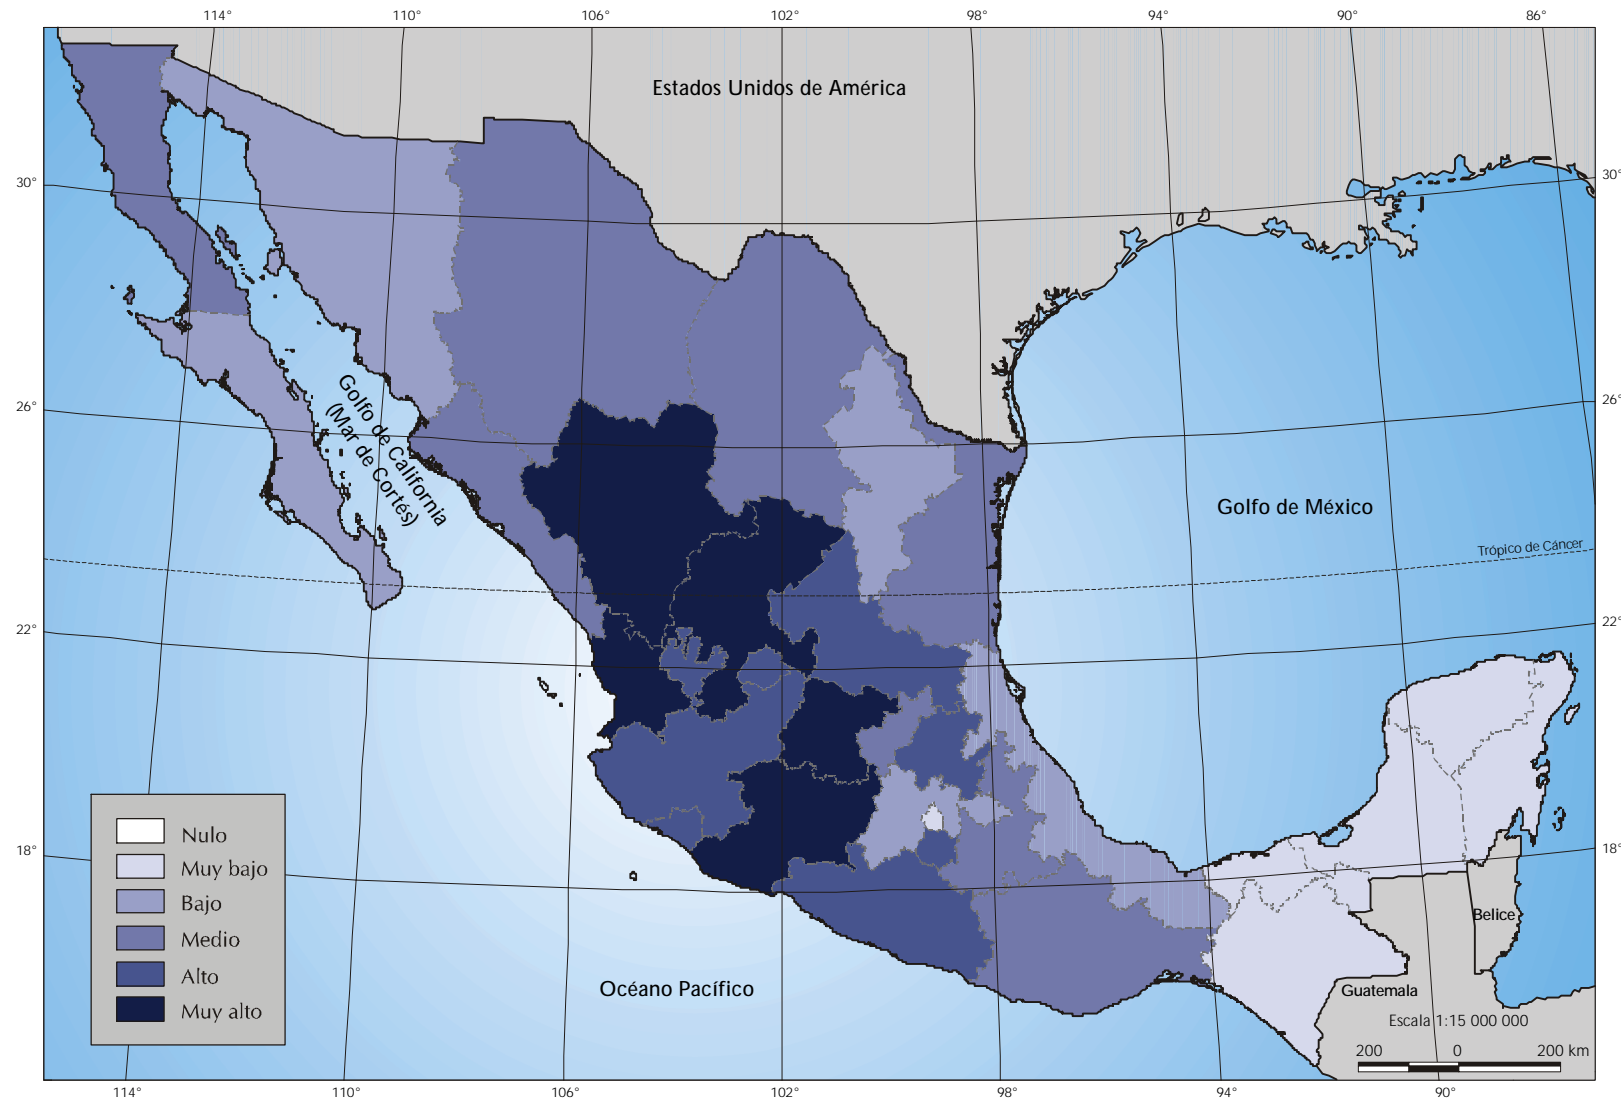 114°
110°
106°
102°
98°
94°
90°
86°
Estados Unidos de América
30°
30°
26°
26°
Golfo de California
(Mar de Cortés)
Golfo de México
Trópico de Cáncer
22°
22°
18°
18°
Nulo
Muy bajo
Bajo
Medio
Alto
Muy alto
Belice
Océano Pacífico
Guatemala
Escala 1:15 000 000
200 0 200 km
114°
110°
106°
102°
98°
94°
90°